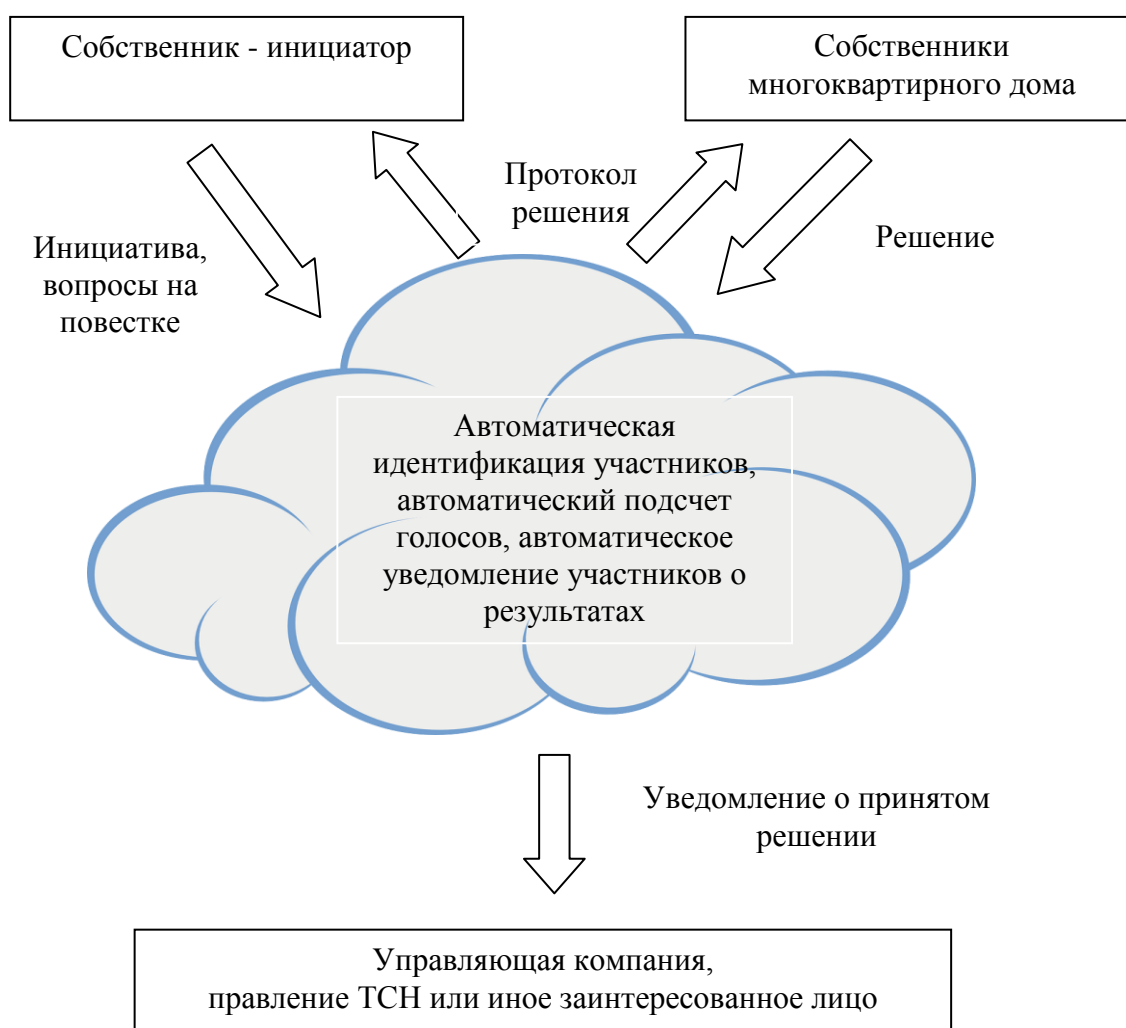 Собственник - инициатор
Собственники
многоквартирного дома
Протокол
решения
Решение
Инициатива,
вопросы на
повестке
Автоматическая
идентификация участников,
автоматический подсчет
голосов, автоматическое
уведомление участников о
результатах
Уведомление о принятом
решении
Управляющая компания,
правление ТСН или иное заинтересованное лицо